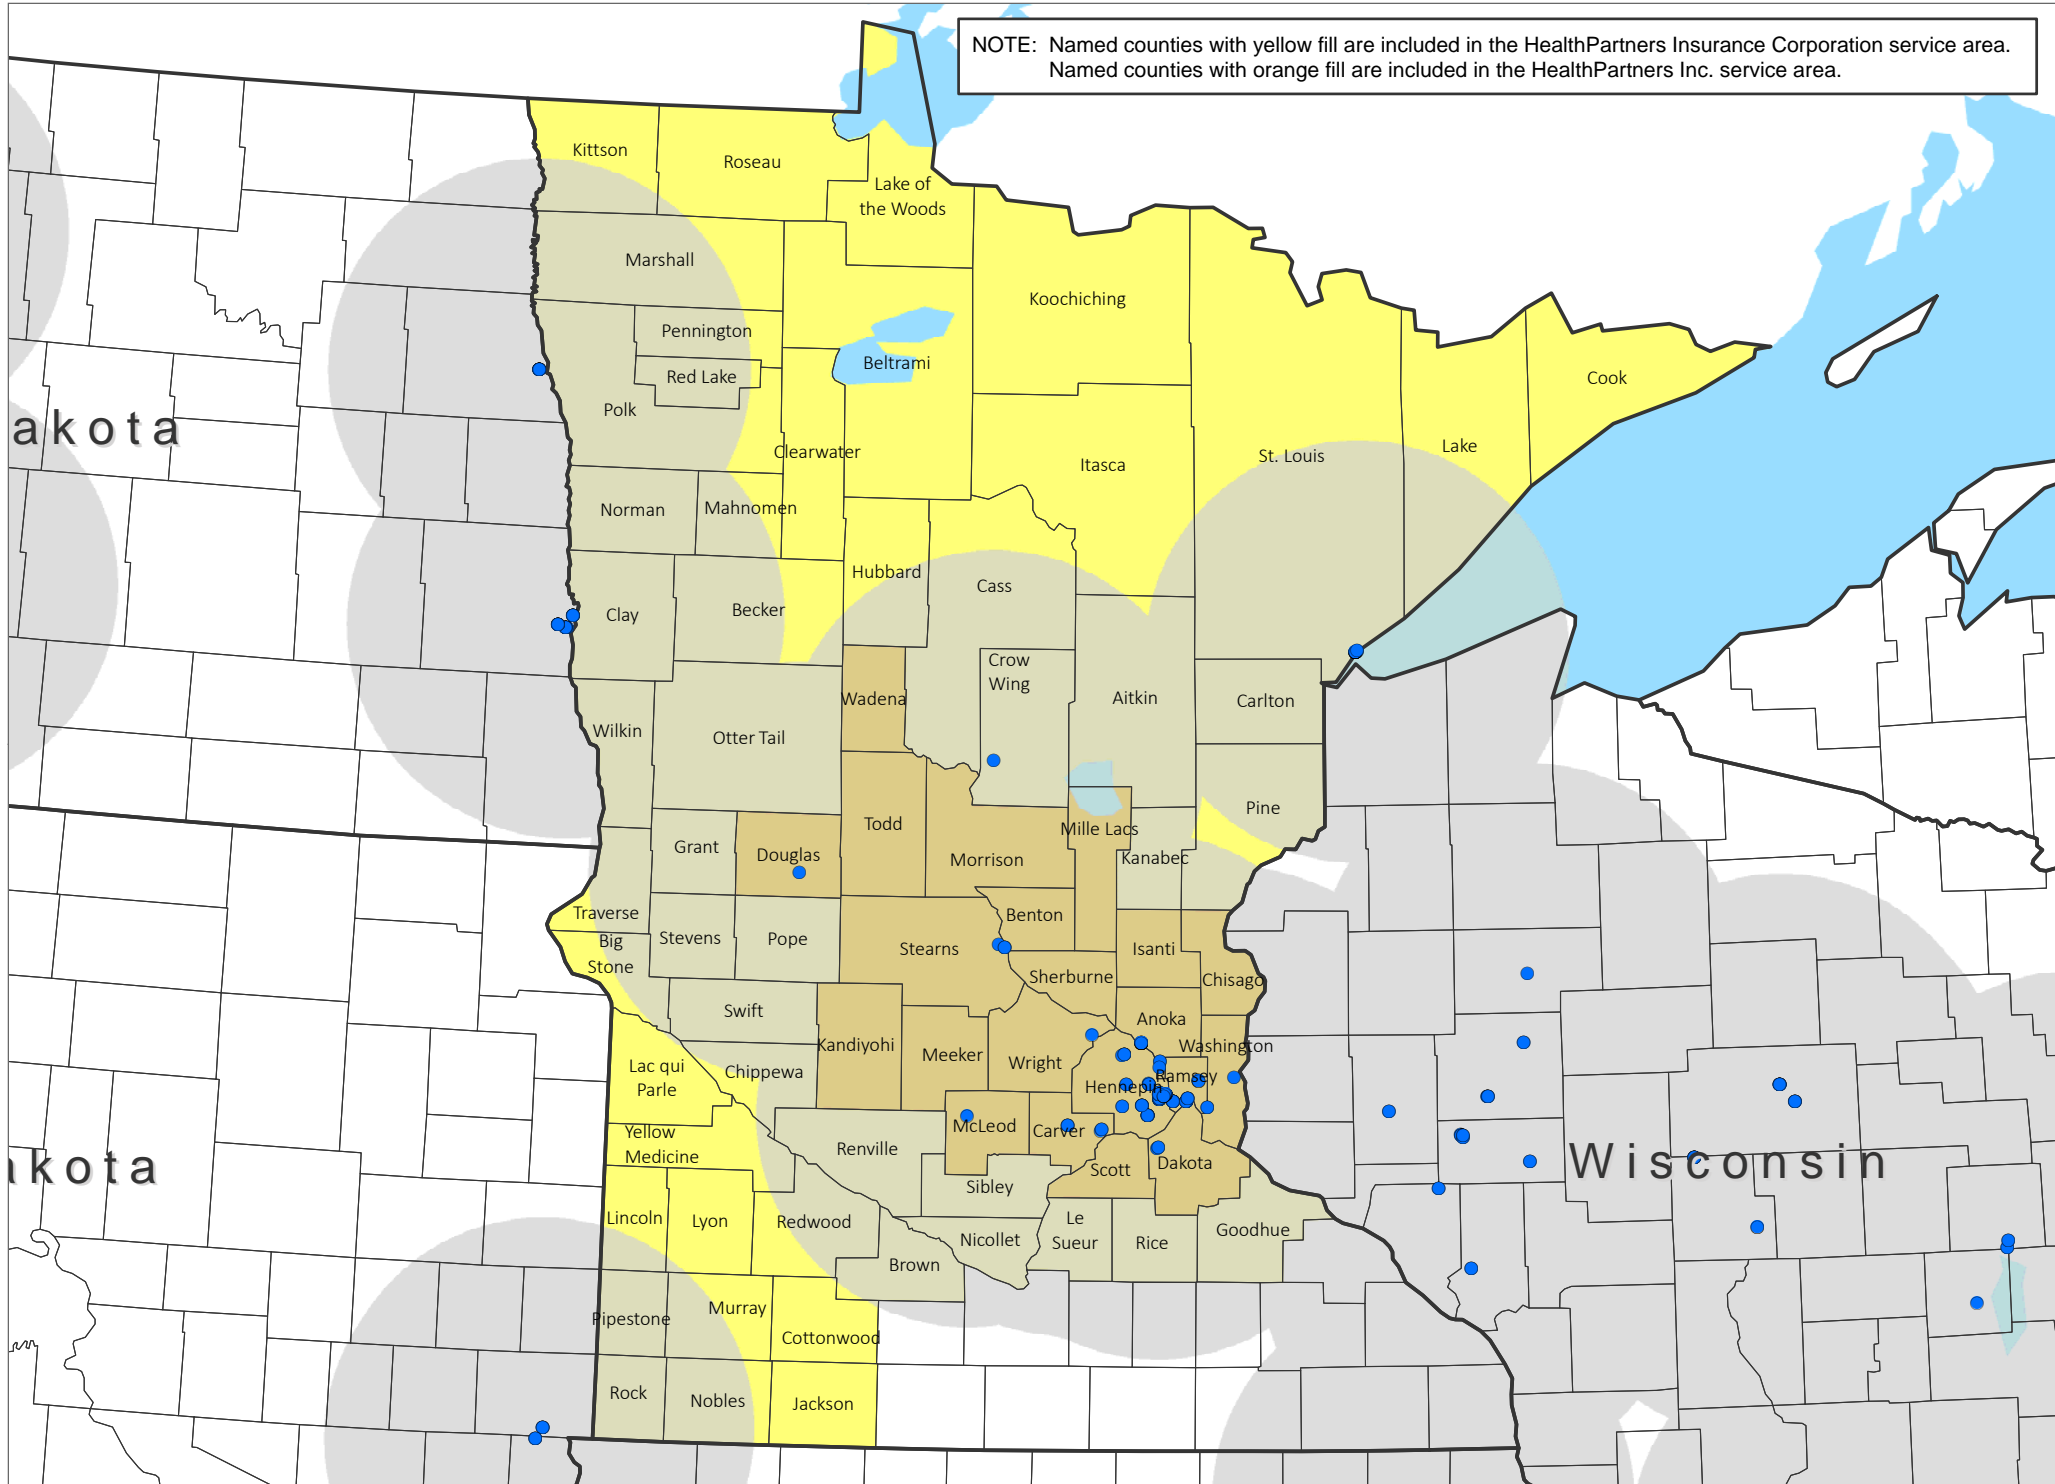 NOTE: Named counties with yellow fill are included in the HealthPartners Insurance Corporation service area.
Named counties with orange fill are included in the HealthPartners Inc. service area.
Kittson
Roseau
Lake of
the Woods
Marshall
Koochiching
Pennington
Beltrami
Red Lake
Cook
Polk
akota
Clearwater
Lake
St. Louis
Itasca
Norman
Mahnomen
Hubbard
Cass
Becker
Clay
Crow
Wing
Wadena
Aitkin
Carlton
Wilkin
Otter Tail
Pine
Todd
Mille Lacs
Grant
Douglas
Morrison
Kanabec
Traverse
Benton
Stevens
Pope
Big
Stone
Stearns
Isanti
Sherburne
Chisago
Swift
Anoka
Kandiyohi
Meeker
Wright
Washington
Lac qui
Parle
Chippewa
Ramsey
Hennepin
McLeod
Carver
Yellow
Medicine
Renville
Scott
Dakota
akota
Wisconsin
Sibley
Lincoln
Lyon
Redwood
Le
Sueur
Rice
Goodhue
Nicollet
Brown
Pipestone
Murray
Cottonwood
Rock
Nobles
Jackson